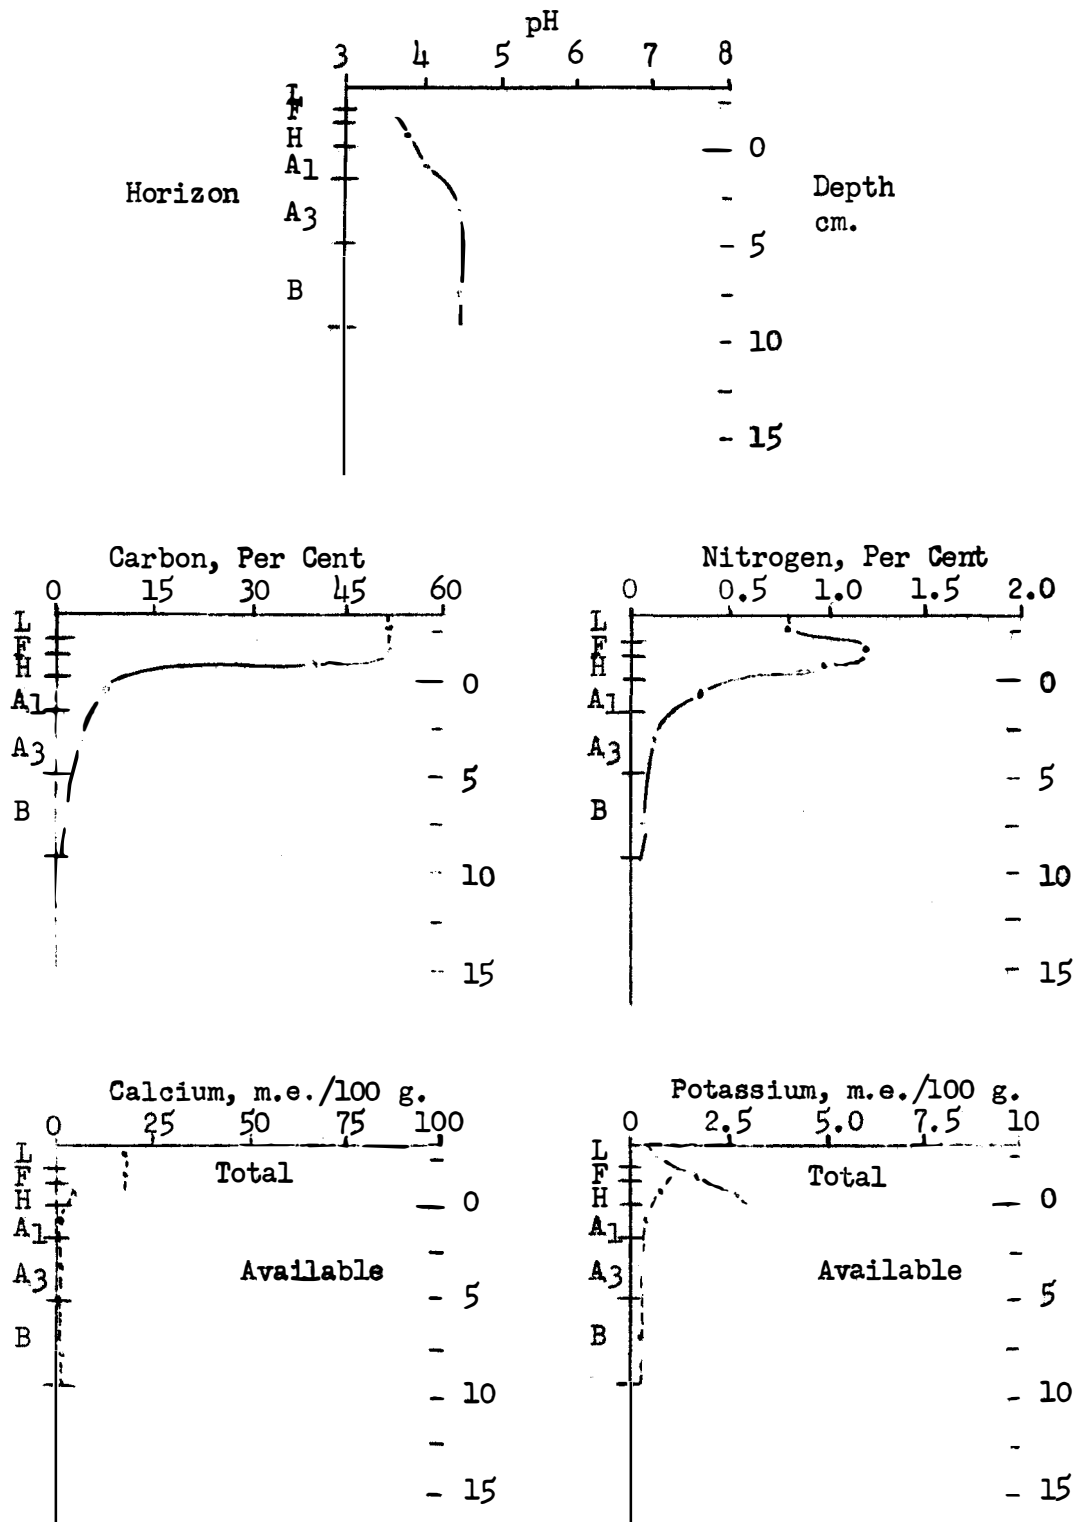 pH
3 4 5 6 7 8
L
F
H
A1
A3
B
Horizon
0
5
10
15
Depth
cm.
Carbon, Per Cent
0 15 30 45 60
L
F
H
A1
A3
B
0
5
10
15
Nitrogen, Per Cent
0 0.5 1.0 1.5 2.0
L
F
H
A1
A3
B
0
5
10
15
Calcium, m.e./100 g.
0 25 50 75 100
L
F
H
A1
A3
B
Total
Available
0
5
10
15
Potassium, m.e./100 g.
0 2.5 5.0 7.5 10
L
F
H
A1
A3
B
Total
Available
0
5
10
15